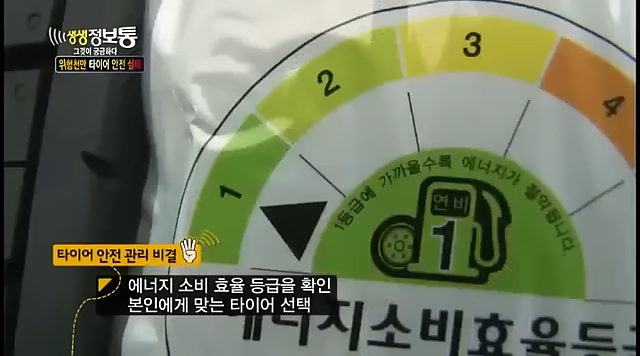 생생정보통
그것이 궁금하다
위험천만 타이어 안전 실태
1
2
3
4
1등급에 가까울수록 에너지가 절약됩니다.
연비
1
에너지소비효율등급
타이어 안전 관리 비결
에너지 소비 효율 등급을 확인
본인에게 맞는 타이어 선택